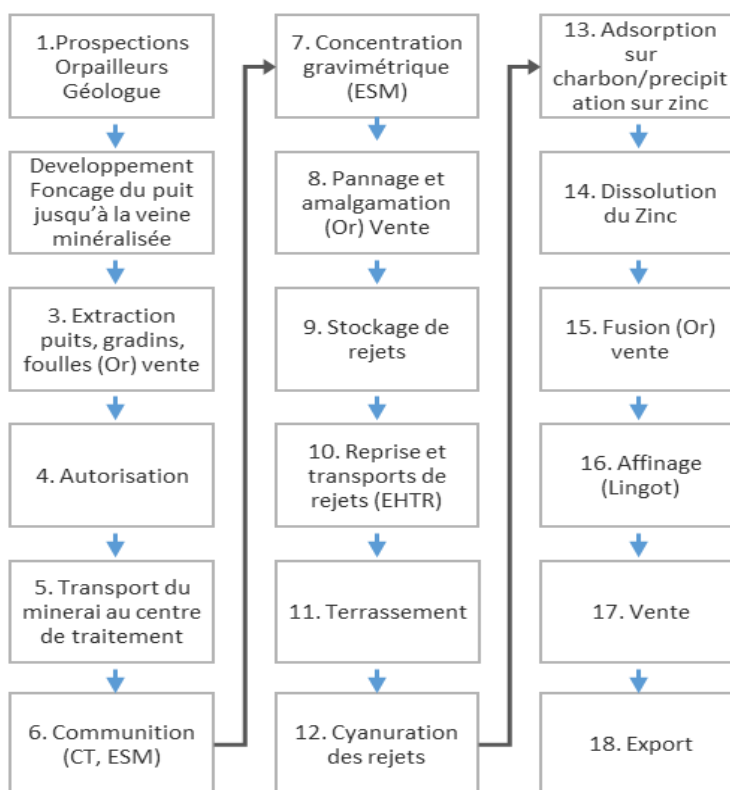 1.Prospections
Orpailleurs
Géologue
Developpement
Foncage du puit
jusqu'à la veine
minéralisée
3. Extraction
puits, gradins,
foulles (Or) vente
4. Autorisation
5. Transport du
minerai au centre
de traitement
6. Communition
(CT, ESM)
7. Concentration
gravimétrique
(ESM)
8. Pannage et
amalgamation
(Or) Vente
9. Stockage de
rejets
10. Reprise et
transports de
rejets (EHTR)
11. Terrassement
12. Cyanuration
des rejets
13. Adsorption
sur
charbon/precipit
ation sur zinc
14. Dissolution
du Zinc
15. Fusion (Or)
vente
16. Affinage
(Lingot)
17. Vente
18. Export